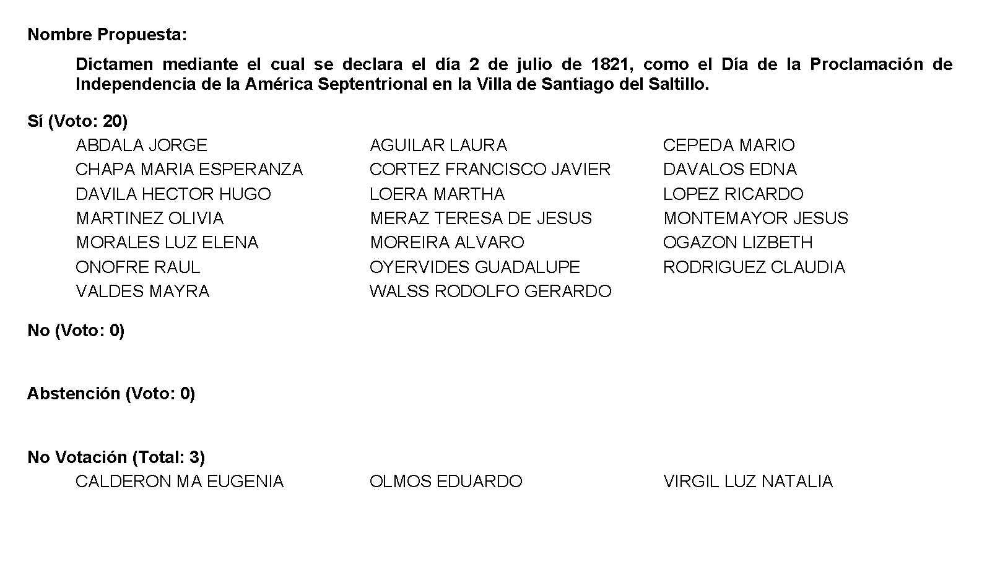 Nombre Propuesta:
Dictamen mediante el cual se declara el día 2 de julio de 1821, como el Día de la Proclamación de
Independencia de la América Septentrional en la Villa de Santiago del Saltillo.
Sí (Voto: 20)
ABDALA JORGE AGUILAR LAURA CEPEDA MARIO
CHAPA MARIA ESPERANZA CORTEZ FRANCISCO JAVIER DAVALOS EDNA
DAVILA HECTOR HUGO LOERA MARTHA LOPEZ RICARDO
MARTINEZ OLIVIA MERAZ TERESA DE JESUS MONTEMAYOR JESUS
MORALES LUZ ELENA MOREIRA ALVARO OGAZON LIZBETH
ONOFRE RAUL OYERVIDES GUADALUPE RODRIGUEZ CLAUDIA
VALDES MAYRA WALSS RODOLFO GERARDO
No (Voto: 0)
Abstención (Voto: 0)
No Votación (Total: 3)
CALDERON MA EUGENIA OLMOS EDUARDO VIRGIL LUZ NATALIA